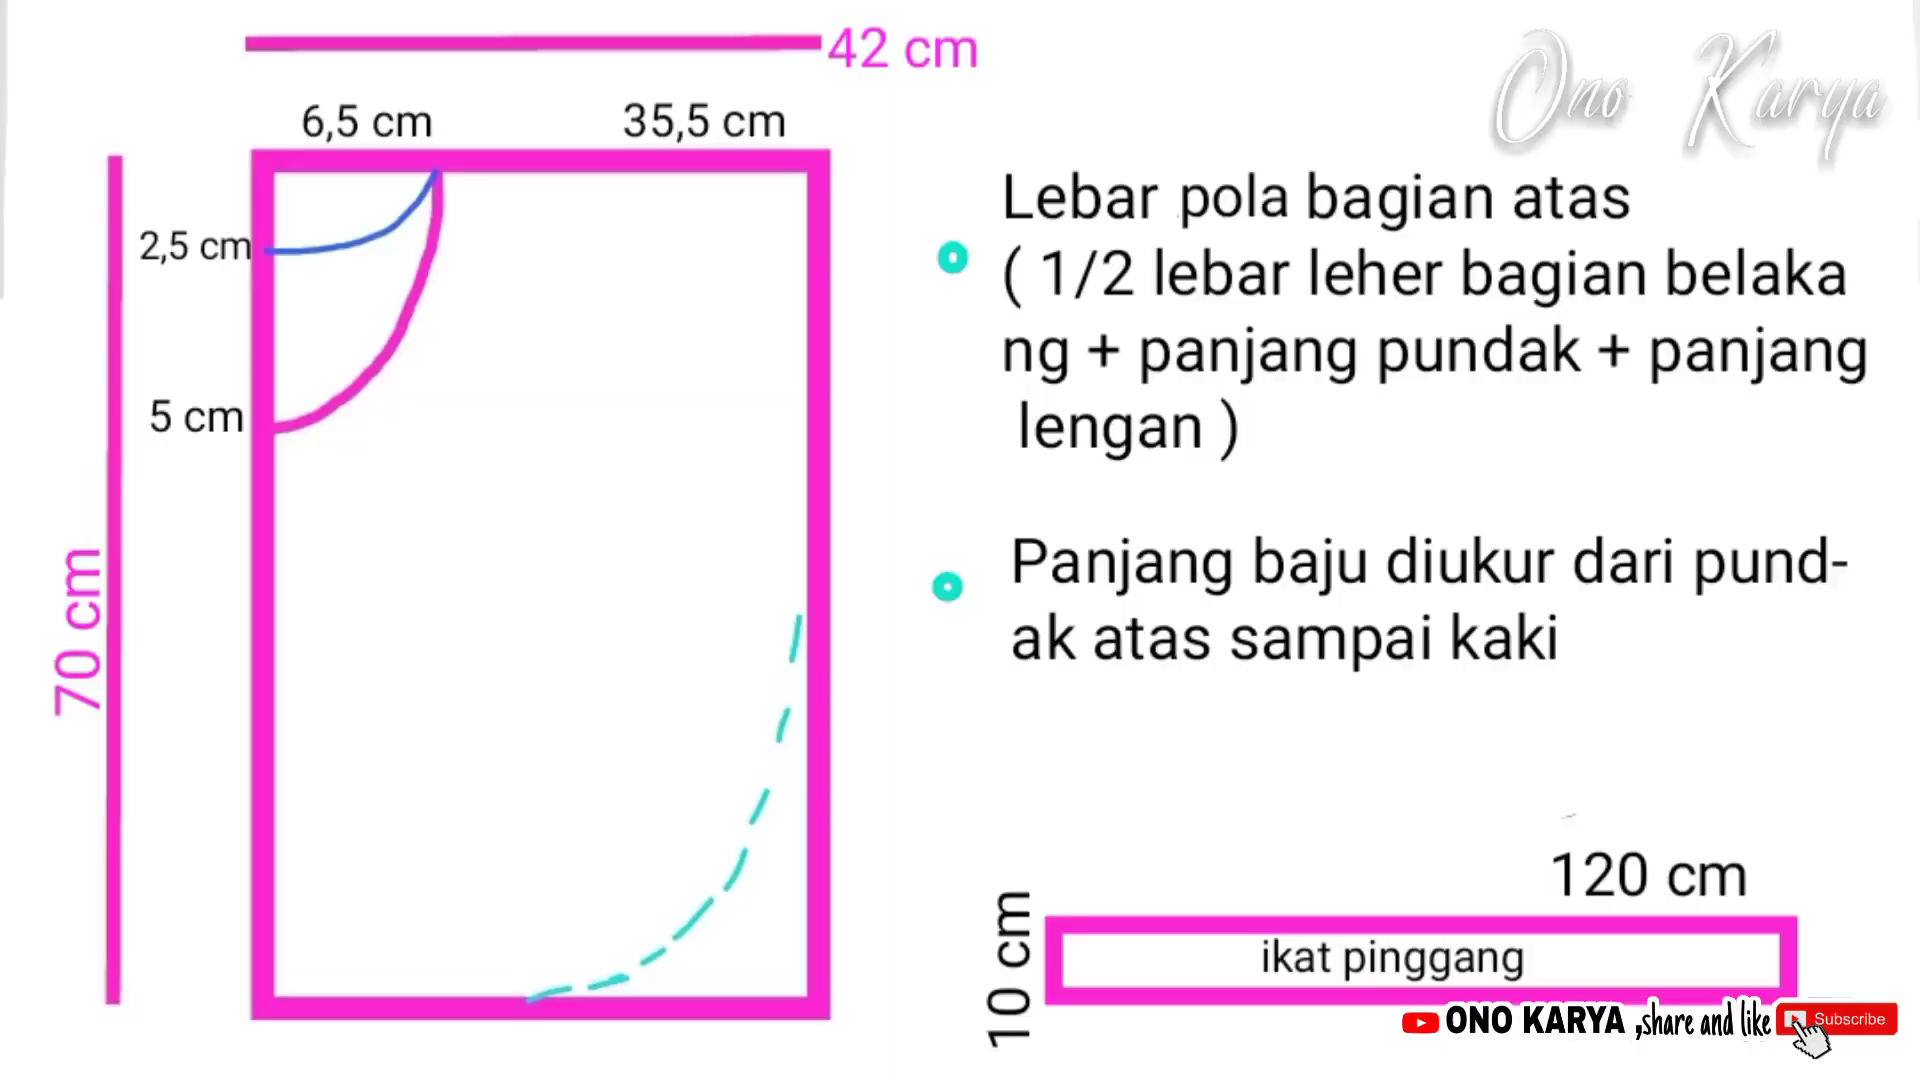 42 cm
Ono Karya
6,5 cm
35,5 cm
2,5 cm
5 cm
70 cm
Lebar pola bagian atas
( 1/2 lebar leher bagian belaka
ng + panjang pundak + panjang
lengan )
Panjang baju diukur dari pund-
ak atas sampai kaki
120 cm
10 cm
ikat pinggang
ONO KARYA ,share and like
Subscribe